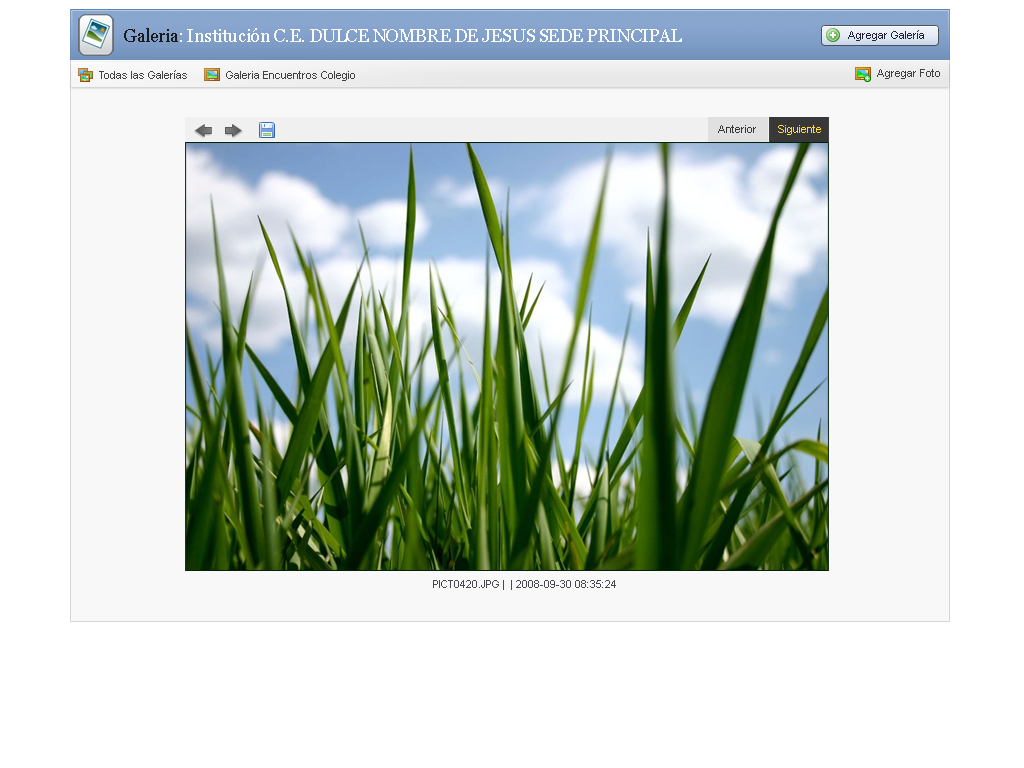 Galeria: Institución C.E. DULCE NOMBRE DE JESUS SEDE PRINCIPAL
Agregar Galería
Todas las Galerías
Galeria Encuentros Colegio
Agregar Foto
Anterior
Siguiente
PICT0420.JPG | | 2008-09-30 08:35:24